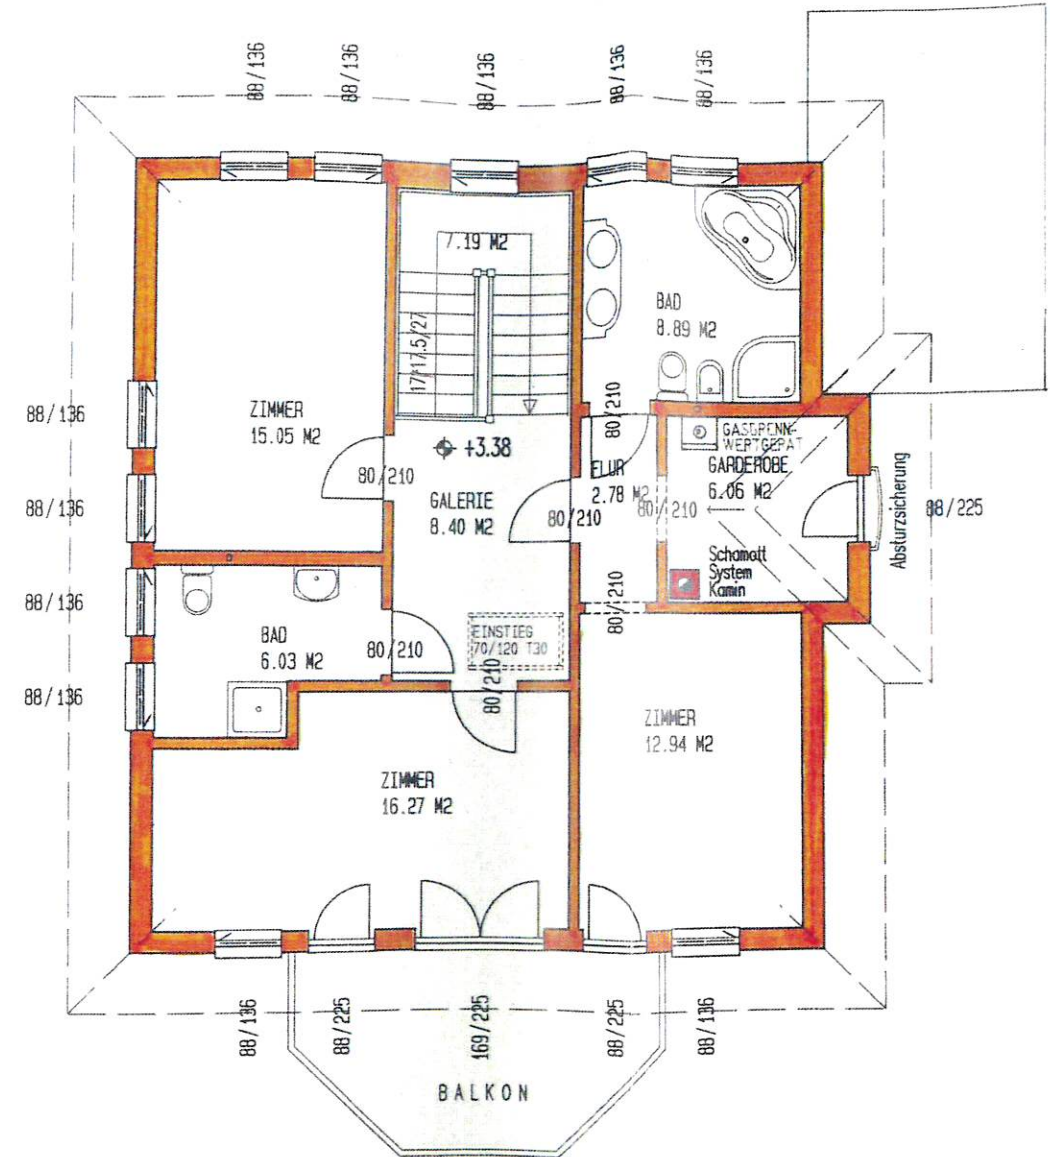 88/136
88/136
88/136
88/136
88/136
7.19 M2
17*17.5/27
BAD
8.89 M2
88/136
ZIMMER
15.05 M2
80/210
+3.38
80/210
GASBRENN-
WERTGERÄT
FLUR
2.78 M2
GARDEROBE
6.06 M2
Absturzsicherung
88/225
88/136
GALERIE
8.40 M2
80/210
80/210
Schamott
System
Kamin
88/136
80/210
BAD
6.03 M2
80/210
EINSTIEG
70/120 T30
80/210
88/136
ZIMMER
12.94 M2
ZIMMER
16.27 M2
88/136
88/225
169/225
88/225
88/136
BALKON